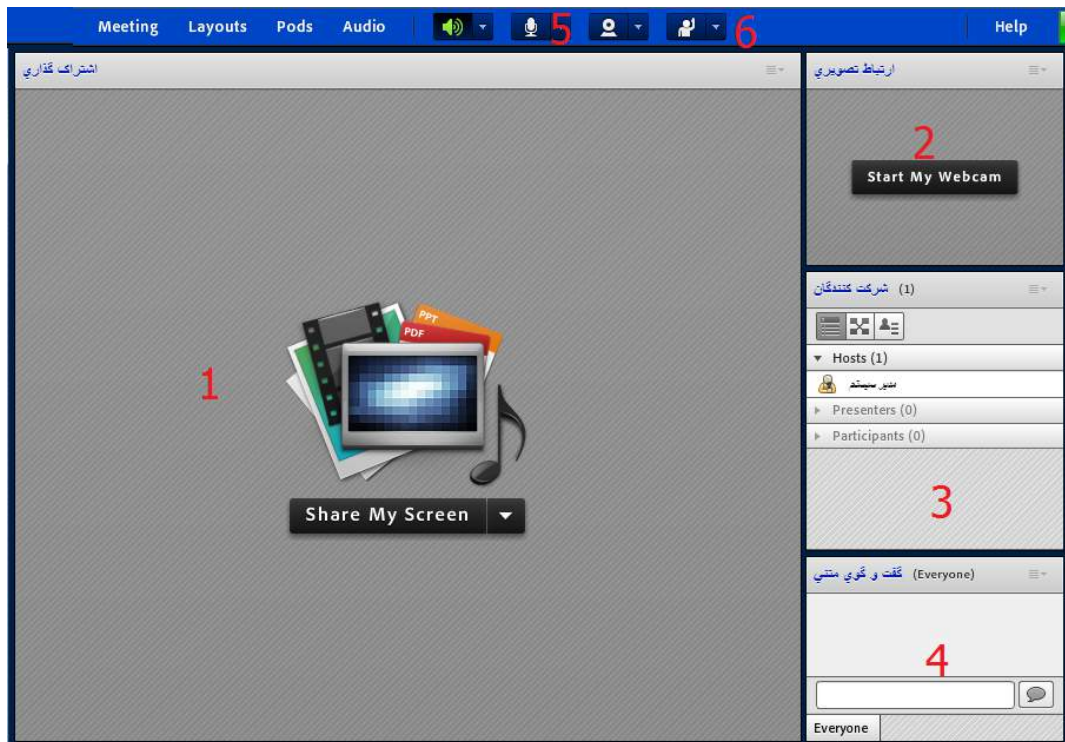 Meeting Layouts Pods Audio 5 6 Help
اشتراک گذاري
PPT
PDF
1
Share My Screen
ارتباط تصويري
2
Start My Webcam
شرکت کنندگان (1)
Hosts (1)
مدير سيستم
Presenters (0)
Participants (0)
3
گفت و گوي متني (Everyone)
4
Everyone